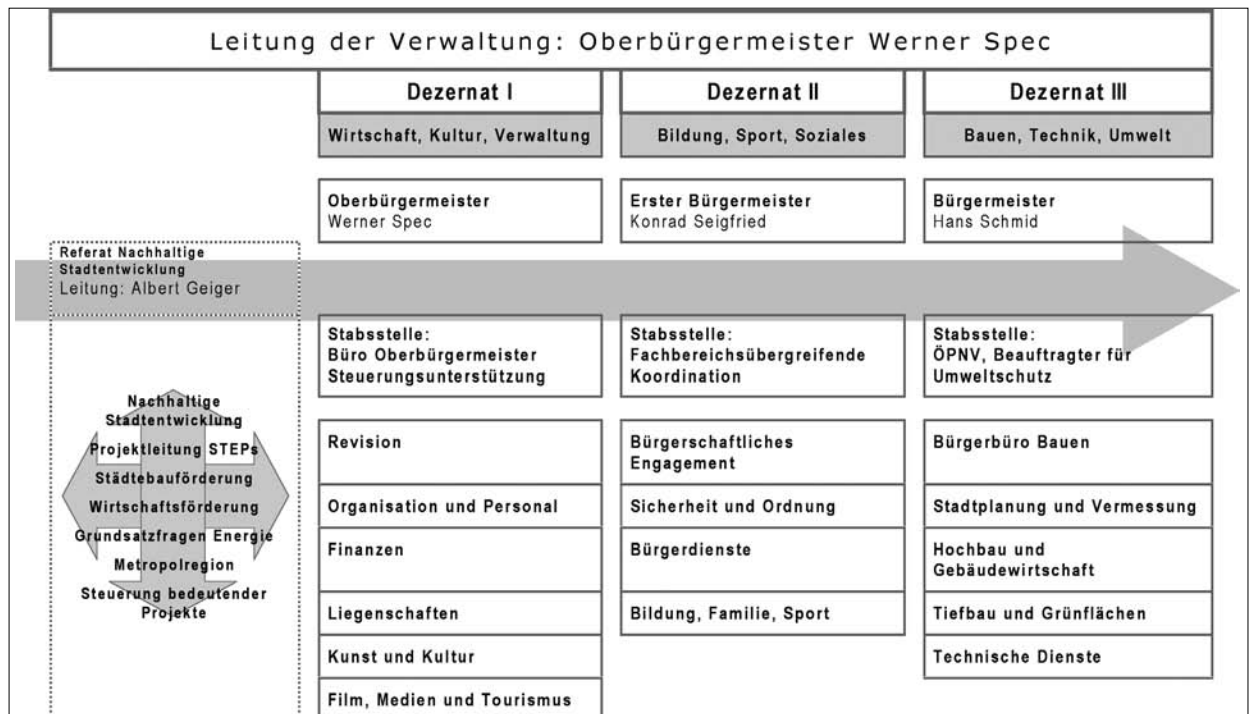 Leitung der Verwaltung: Oberbürgermeister Werner Spec
Dezernat I
Wirtschaft, Kultur, Verwaltung
Oberbürgermeister
Werner Spec
Dezernat II
Bildung, Sport, Soziales
Erster Bürgermeister
Konrad Seigfried
Dezernat III
Bauen, Technik, Umwelt
Bürgermeister
Hans Schmid
Referat Nachhaltige
Stadtentwicklung
Leitung: Albert Geiger
Nachhaltige
Stadtentwicklung
Projektleitung STEPs
Städtebauförderung
Wirtschaftsförderung
Grundsatzfragen Energie
Metropolregion
Steuerung bedeutender
Projekte
Stabsstelle:
Büro Oberbürgermeister
Steuerungsunterstützung
Revision
Organisation und Personal
Finanzen
Liegenschaften
Kunst und Kultur
Film, Medien und Tourismus
Stabsstelle:
Fachbereichsübergreifende
Koordination
Bürgerschaftliches
Engagement
Sicherheit und Ordnung
Bürgerdienste
Bildung, Familie, Sport
Stabsstelle:
ÖPNV, Beauftragter für
Umweltschutz
Bürgerbüro Bauen
Stadtplanung und Vermessung
Hochbau und
Gebäudewirtschaft
Tiefbau und Grünflächen
Technische Dienste